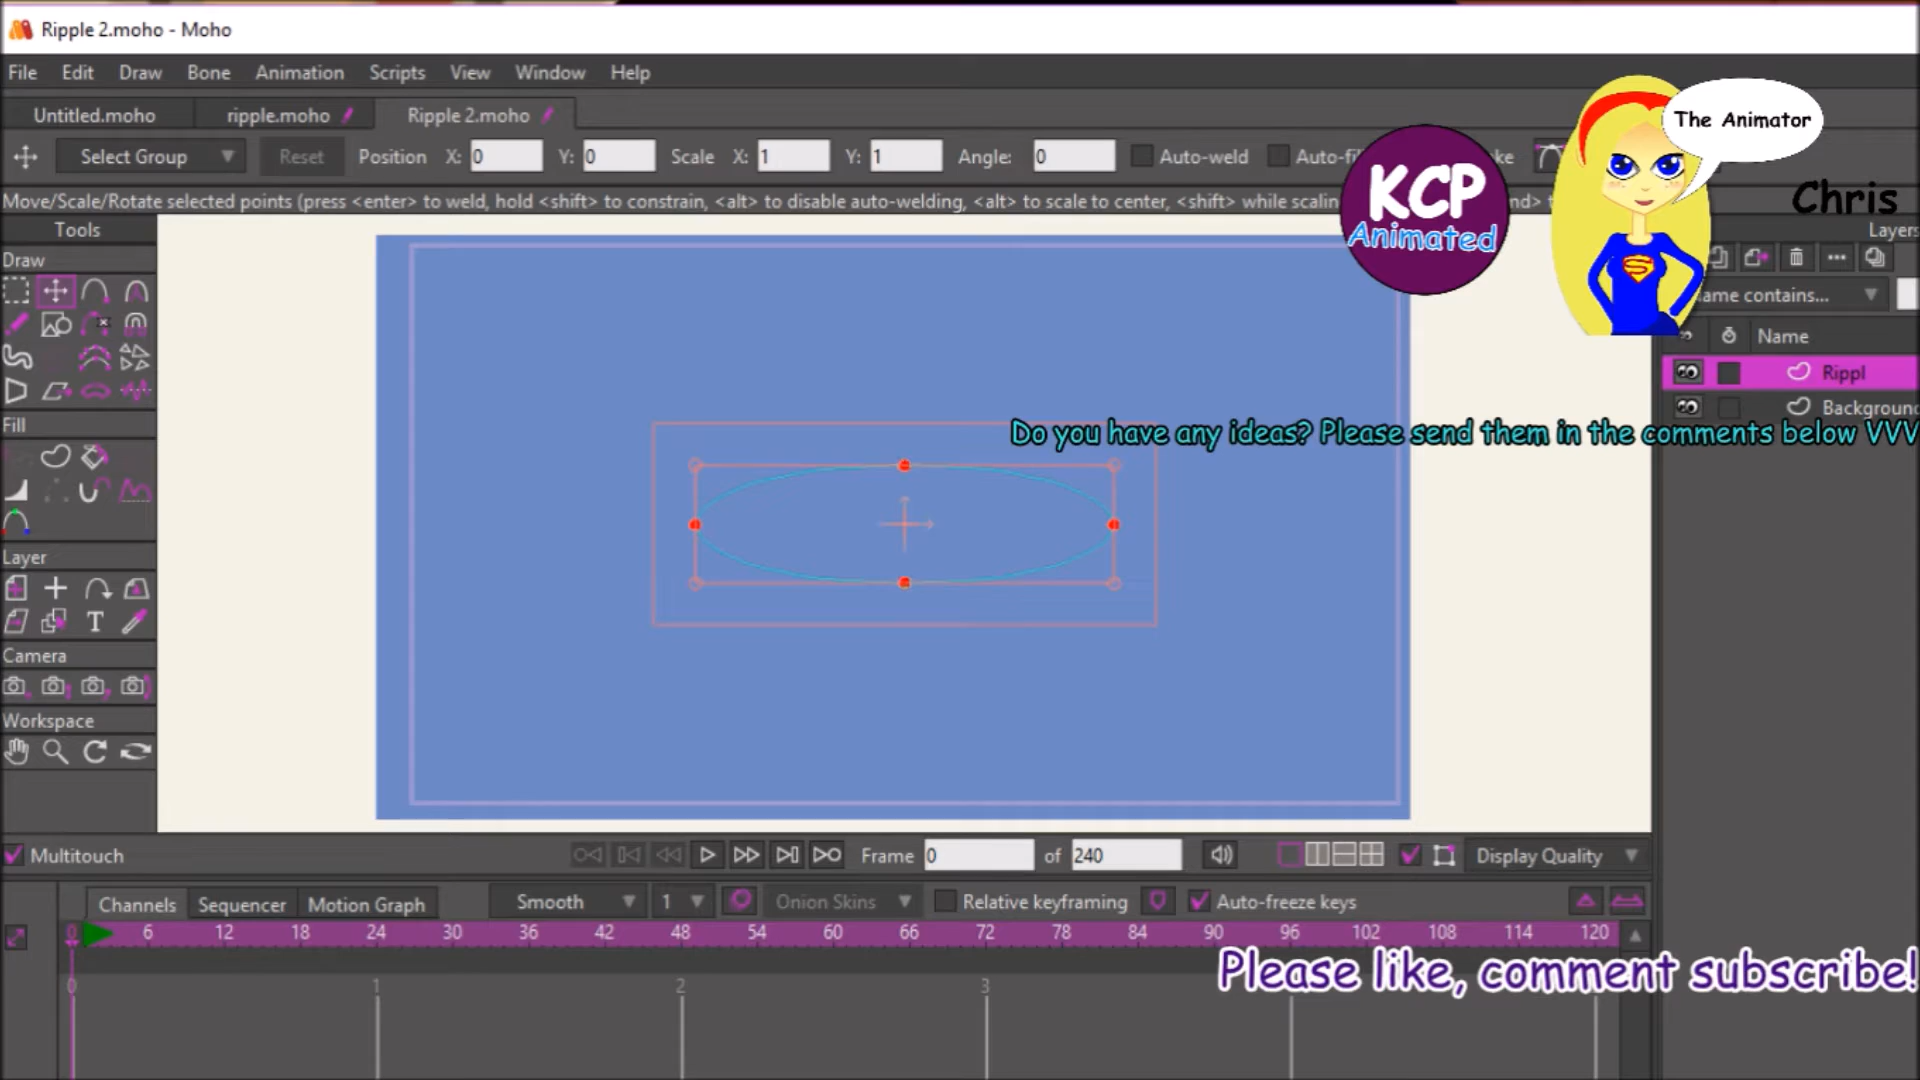 Ripple 2.moho - Moho
File Edit Draw Bone Animation Scripts View Window Help
Untitled.moho ripple.moho Ripple 2.moho
Select Group Reset Position X: 0 Y: 0 Scale X: 1 Y: 1 Angle: 0 Auto-weld
Move/Scale/Rotate selected points (press <enter> to weld, hold <shift> to constrain, <alt> to disable auto-welding, <alt> to scale to center, <shift> while
The Animator
KCP
Animated
Chris
Tools
Layers
Draw
contains...
Name
Rippl
Do you have any ideas? Please send them in the comments below VVV
Fill
Layer
T
Camera
Workspace
Multitouch Frame 0 of 240 Display Quality
Channels Sequencer Motion Graph Smooth 1 Onion Skins Relative keyframing Auto-freeze keys
0 6 12 18 24 30 36 42 48 54 60 66 72 78 84 90 96 102 108 114 120
Please like, comment subscribe!
0 1 2 3